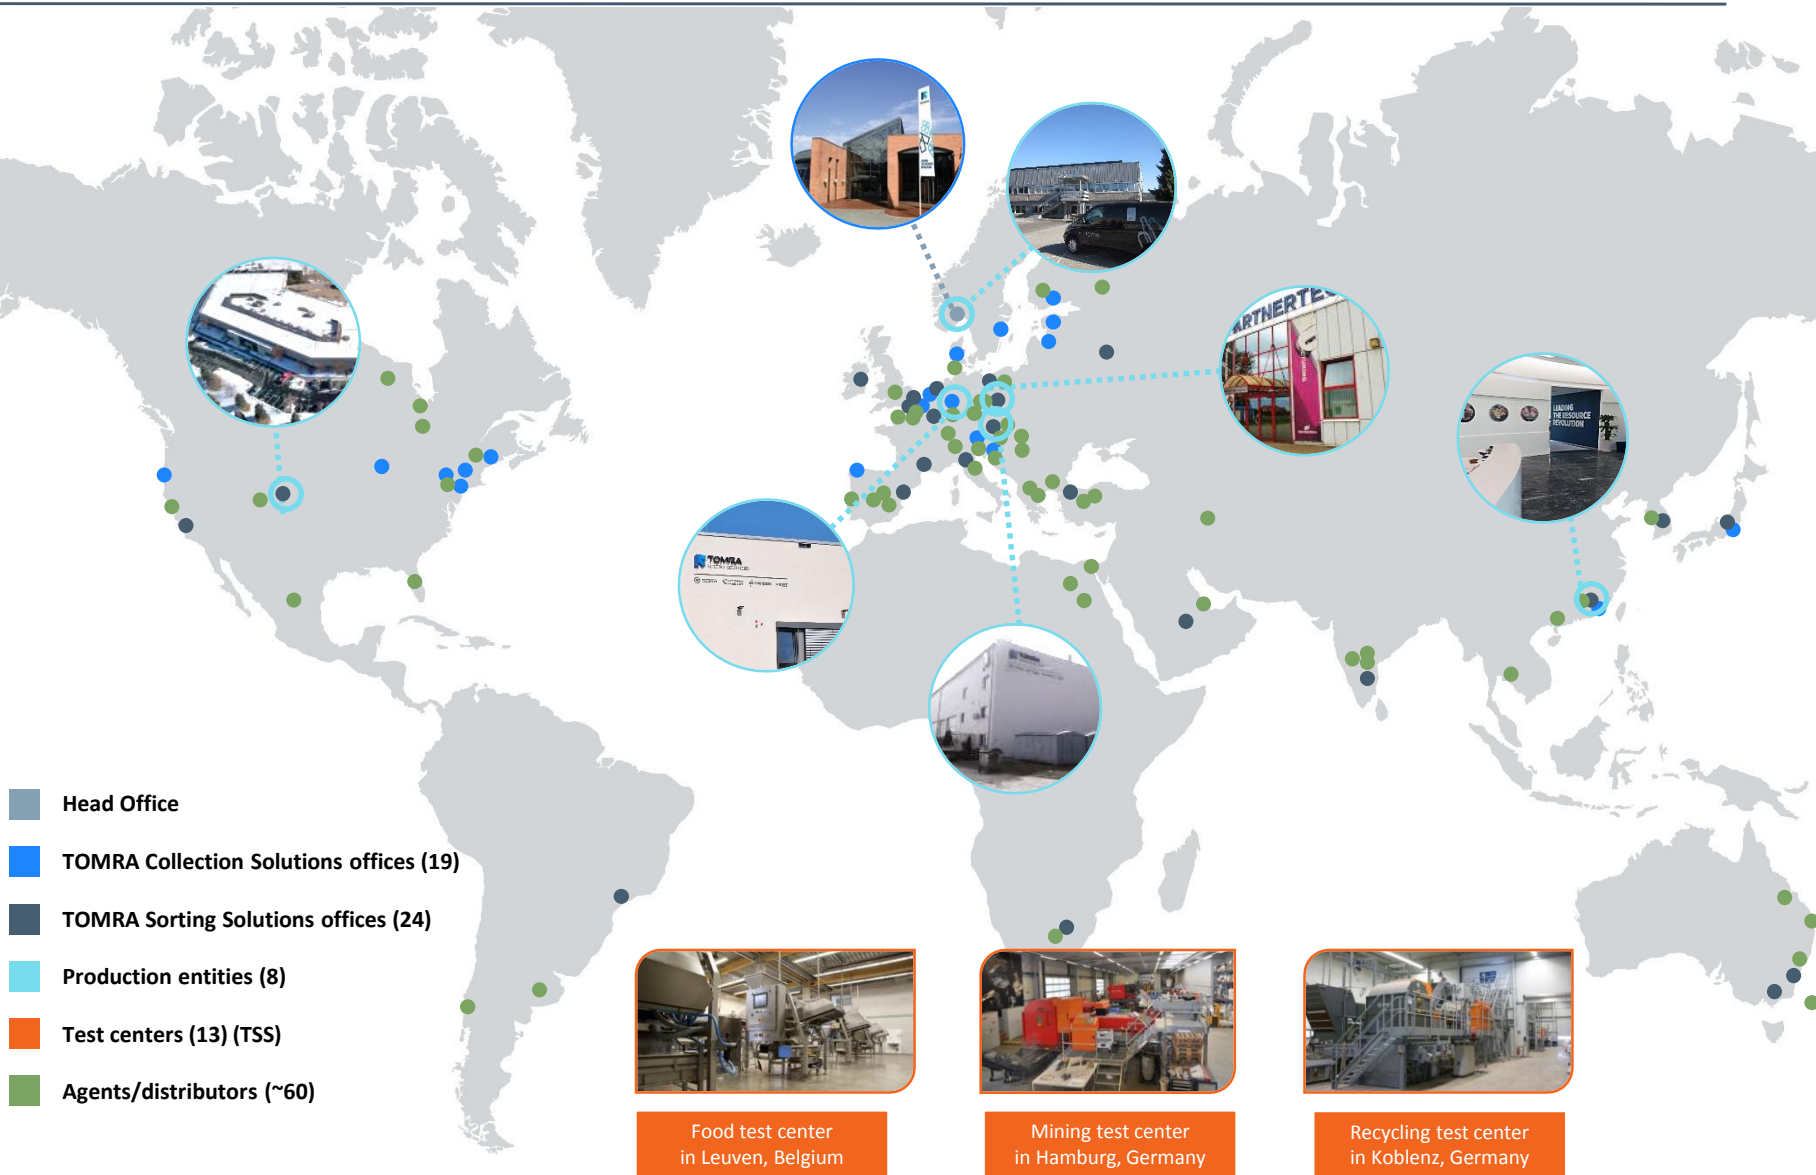 TOMRA
ARTNERTE
LEADING
THE RESOURCE
REVOLUTION
TOMRA
Head Office
TOMRA Collection Solutions offices (19)
TOMRA Sorting Solutions offices (24)
Production entities (8)
Test centers (13) (TSS)
Agents/distributors (~60)
Food test center
in Leuven, Belgium
Mining test center
in Hamburg, Germany
Recycling test center
in Koblenz, Germany